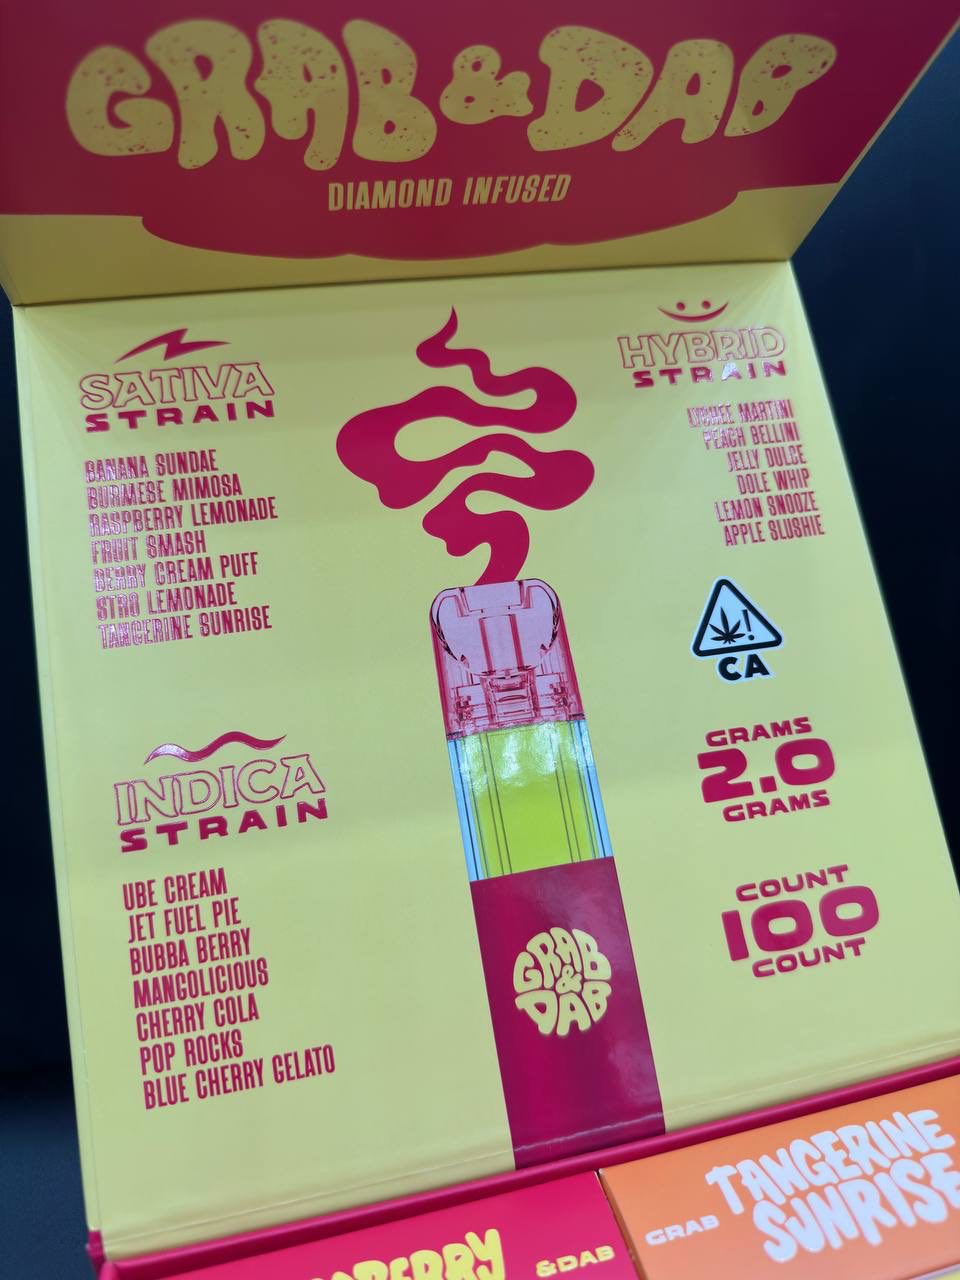 GRAB & DAB
DIAMOND INFUSED
SATIVA
STRAIN
BANANA SUNDAE
BURMESE MIMOSA
RASPBERRY LEMONADE
FRUIT SMASH
BERRY CREAM PUFF
STRO LEMONADE
TANGERINE SUNRISE
HYBRID
STRAIN
LYCHEE MARTINI
PEACH BELLINI
JELLY DULCE
DOLE WHIP
LEMON SNOOZE
APPLE SLUSHIE
!
CA
INDICA
STRAIN
UBE CREAM
JET FUEL PIE
BUBBA BERRY
MANGOLICIOUS
CHERRY COLA
POP ROCKS
BLUE CHERRY GELATO
GRAMS
2.0
GRAMS
COUNT
100
COUNT
GRAB
&
DAB
&DAB
GRAB
TANGERINE
SUNRISE